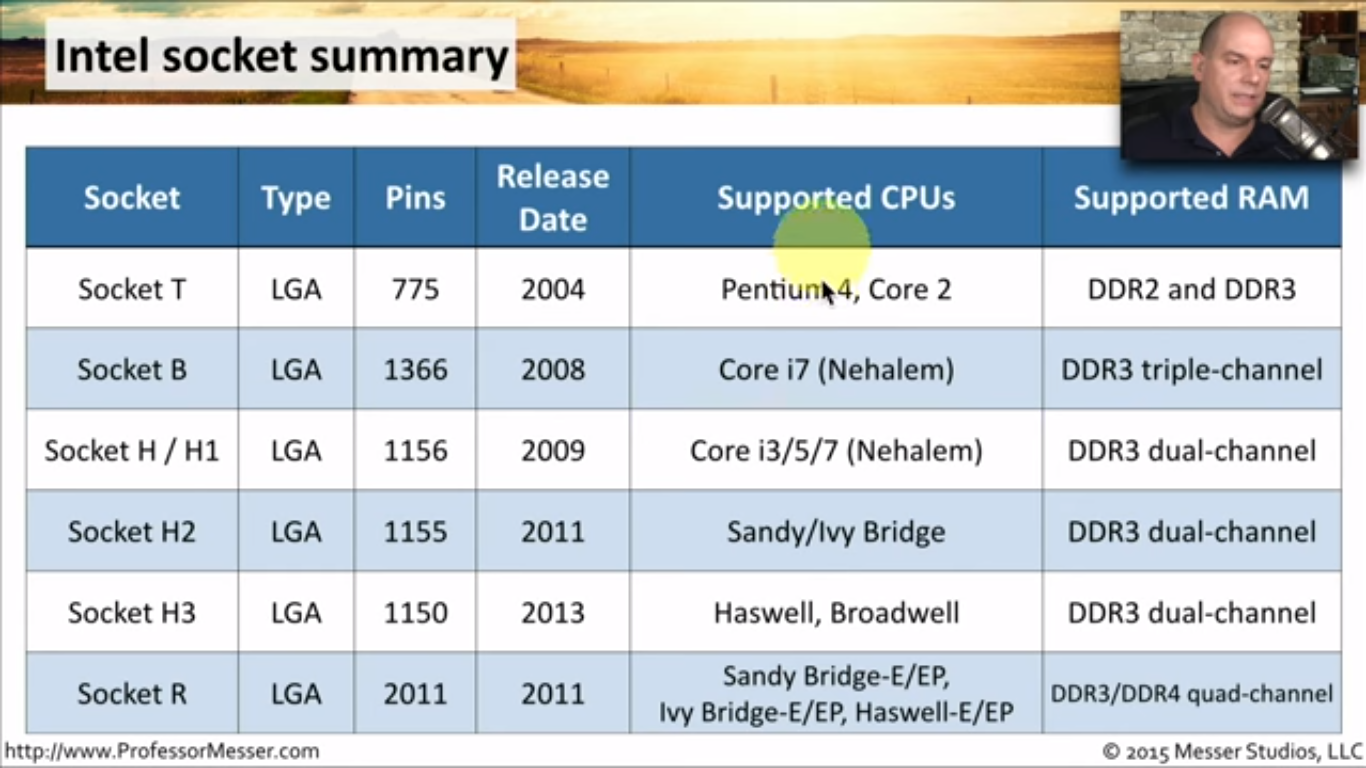 Intel socket summary
Socket Type Pins Release Date Supported CPUs Supported RAM
Socket T LGA 775 2004 Pentium 4, Core 2 DDR2 and DDR3
Socket B LGA 1366 2008 Core i7 (Nehalem) DDR3 triple-channel
Socket H / H1 LGA 1156 2009 Core i3/5/7 (Nehalem) DDR3 dual-channel
Socket H2 LGA 1155 2011 Sandy/Ivy Bridge DDR3 dual-channel
Socket H3 LGA 1150 2013 Haswell, Broadwell DDR3 dual-channel
Socket R LGA 2011 2011 Sandy Bridge-E/EP, Ivy Bridge-E/EP, Haswell-E/EP DDR3/DDR4 quad-channel
http://www.ProfessorMesser.com © 2015 Messer Studios, LLC